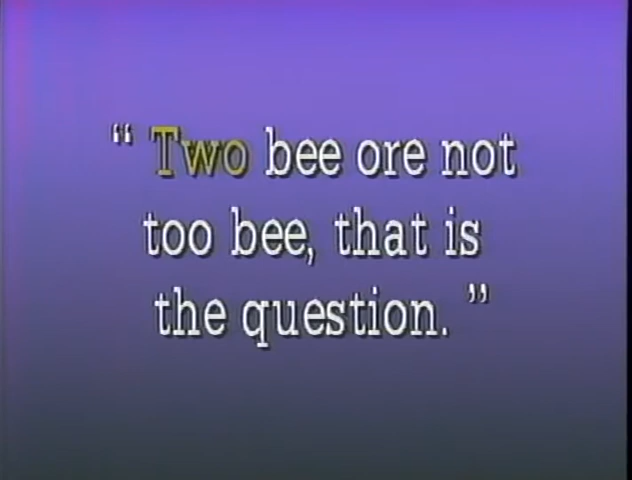 “ Two bee ore not
too bee, that is
the question. ”